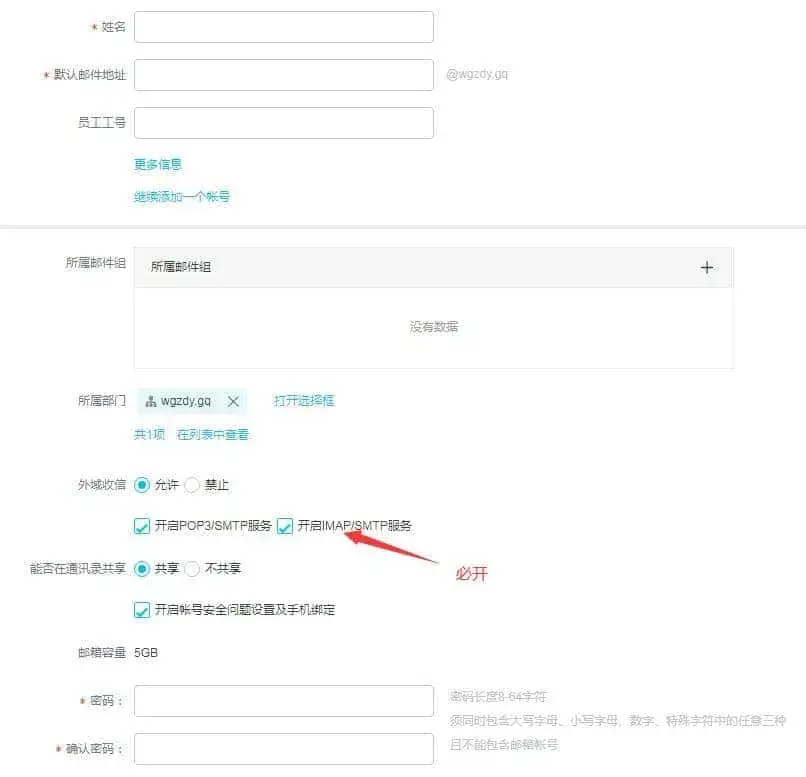 * 姓名
* 默认邮件地址 @wgzdy.gq
员工工号
更多信息
继续添加一个帐号
所属邮件组 所属邮件组 +
没有数据
所属部门 wgzdy.gq × 打开选择框
共1项 在列表中查看
外域收信 允许 禁止
开启POP3/SMTP服务 开启IMAP/SMTP服务
必开
能否在通讯录共享 共享 不共享
开启帐号安全问题设置及手机绑定
邮箱容量 5GB
* 密码： 密码长度8-64字符
须同时包含大写字母、小写字母、数字、特殊字符中的任意三种
* 确认密码： 且不能包含邮箱帐号